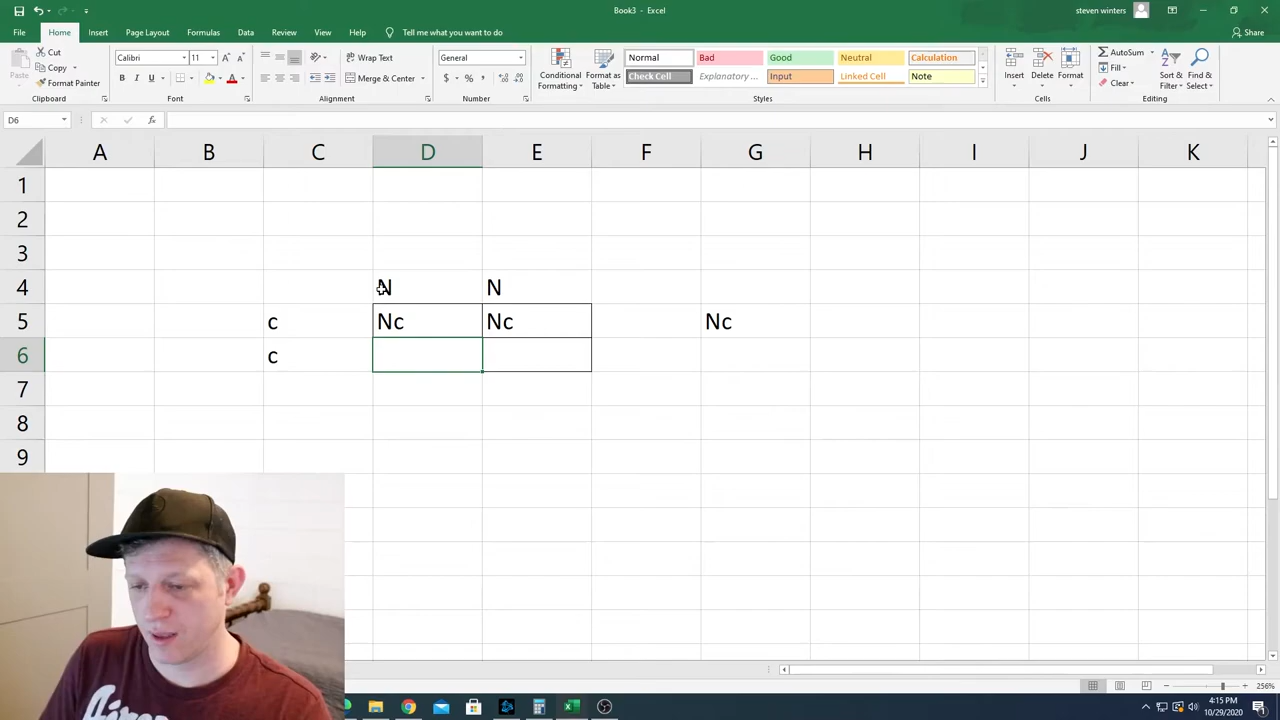 Book3 - Excel
steven winters
File Home Insert Page Layout Formulas Data Review View Help Tell me what you want to do
Share
Paste
Cut
Copy
Format Painter
Clipboard
Calibri 11
B I U
Font
Wrap Text
Merge & Center
Alignment
General
$ % ,
Number
Conditional Formatting
Format as Table
Normal Bad Good Neutral Calculation
Check Cell Explanatory ... Input Linked Cell Note
Styles
Insert Delete Format
Cells
AutoSum
Fill
Clear
Sort & Filter
Find & Select
Editing
D6
fx
A B C D E F G H I J K
1
2
3
4 N N
5 c Nc Nc Nc
6 c
7
8
9
256%
4:15 PM
10/29/2020